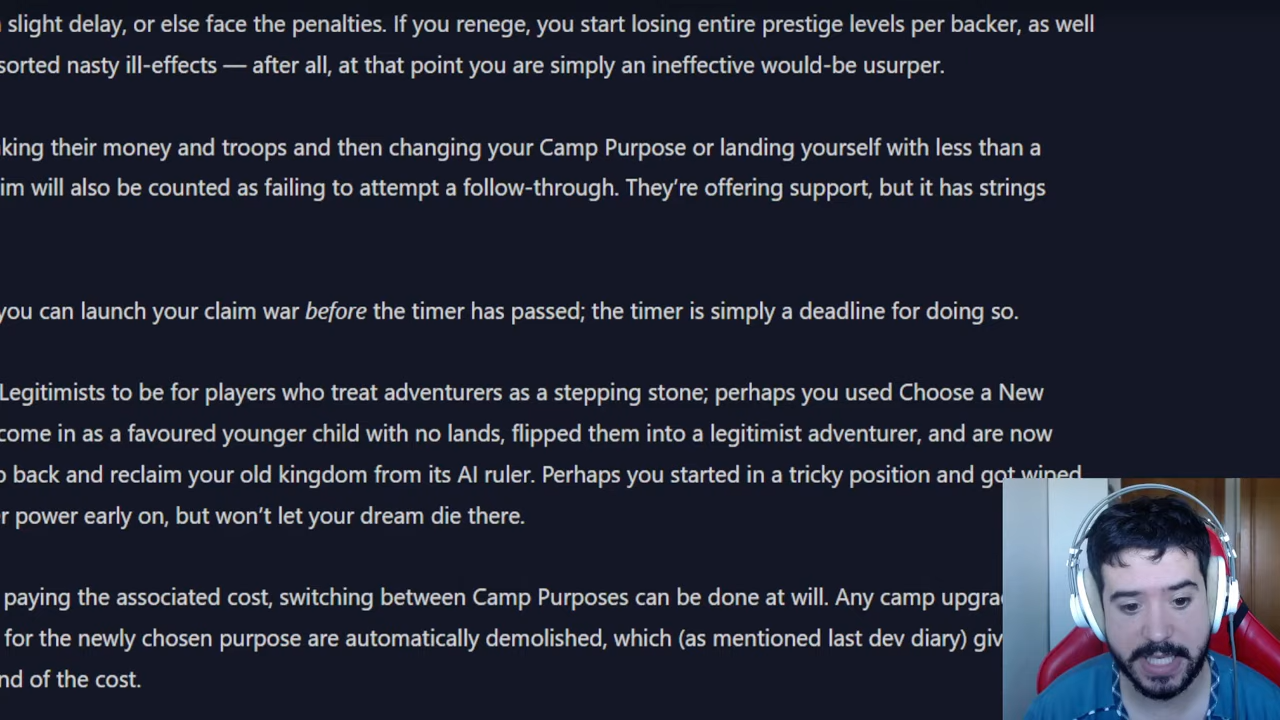 slight delay, or else face the penalties. If you renege, you start losing entire prestige levels per backer, as well
sorted nasty ill-effects — after all, at that point you are simply an ineffective would-be usurper.
king their money and troops and then changing your Camp Purpose or landing yourself with less than a
im will also be counted as failing to attempt a follow-through. They’re offering support, but it has strings
you can launch your claim war before the timer has passed; the timer is simply a deadline for doing so.
Legitimists to be for players who treat adventurers as a stepping stone; perhaps you used Choose a New
come in as a favoured younger child with no lands, flipped them into a legitimist adventurer, and are now
back and reclaim your old kingdom from its AI ruler. Perhaps you started in a tricky position and got wiped
r power early on, but won’t let your dream die there.
paying the associated cost, switching between Camp Purposes can be done at will. Any camp upgra
for the newly chosen purpose are automatically demolished, which (as mentioned last dev diary) giv
nd of the cost.